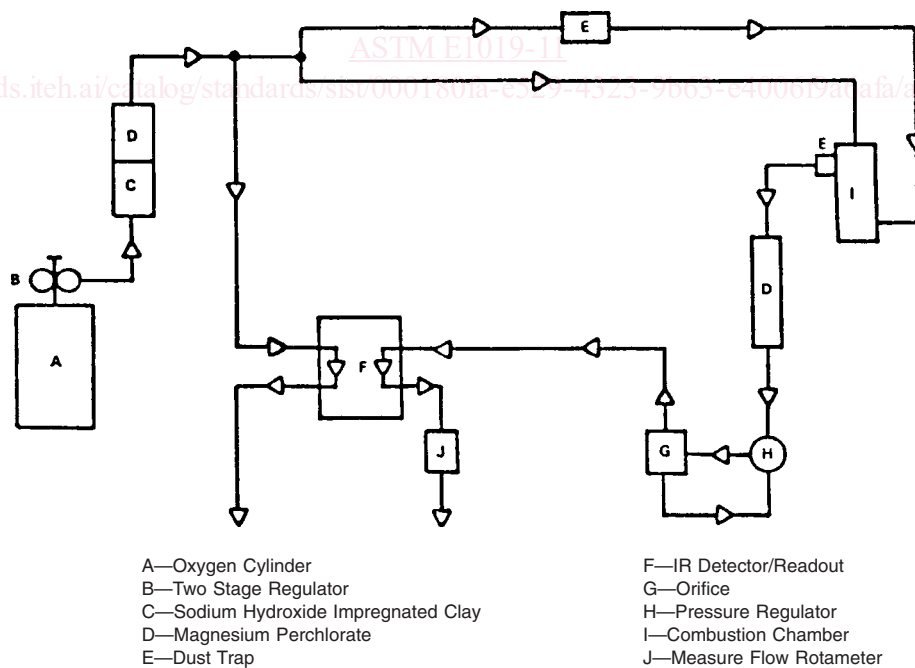 E
ASTM E1019-11
D
C
E
I
B
D
A
F
J
G
H
A—Oxygen Cylinder
B—Two Stage Regulator
C—Sodium Hydroxide Impregnated Clay
D—Magnesium Perchlorate
E—Dust Trap
F—IR Detector/Readout
G—Orifice
H—Pressure Regulator
I—Combustion Chamber
J—Measure Flow Rotameter